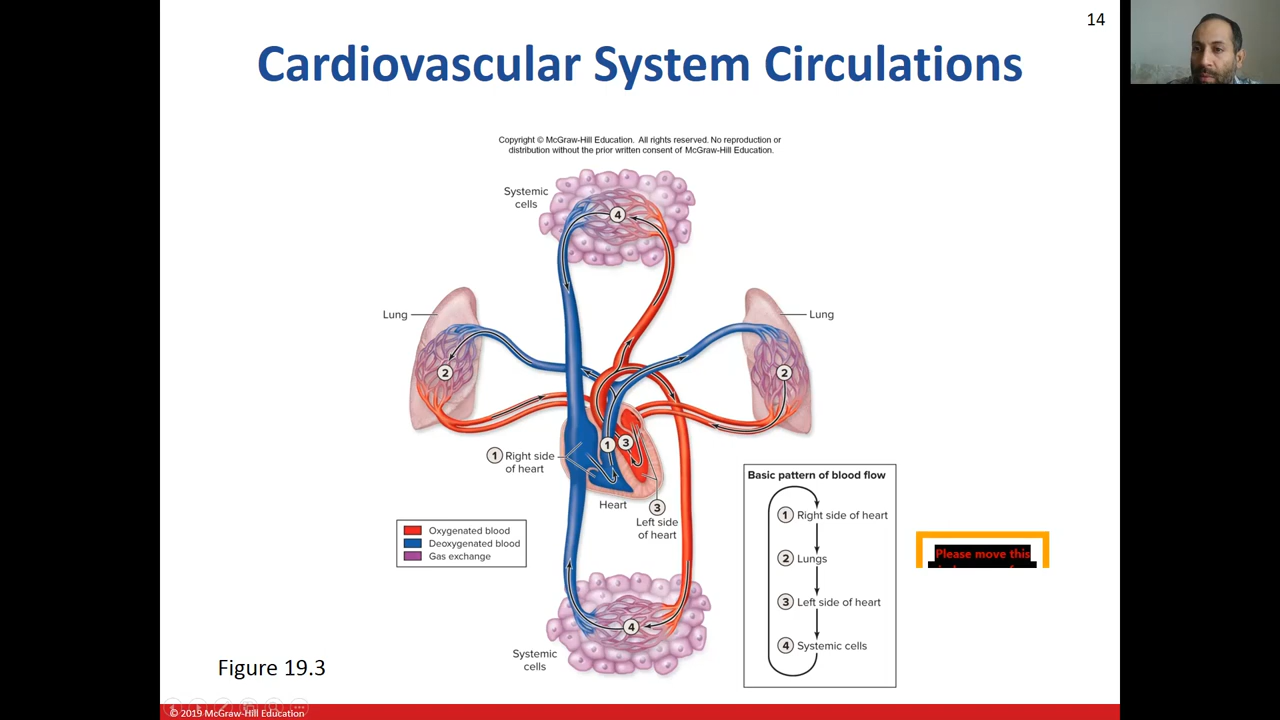 14
Cardiovascular System Circulations
Copyright © McGraw-Hill Education. All rights reserved. No reproduction or
distribution without the prior written consent of McGraw-Hill Education.
Systemic
cells
4
Lung
Lung
2
2
1 3
1 Right side
of heart
Heart
3
Left side
of heart
Oxygenated blood
Deoxygenated blood
Gas exchange
Basic pattern of blood flow
1 Right side of heart
2 Lungs
3 Left side of heart
4 Systemic cells
Please move this
4
Systemic
cells
Figure 19.3
© 2019 McGraw-Hill Education